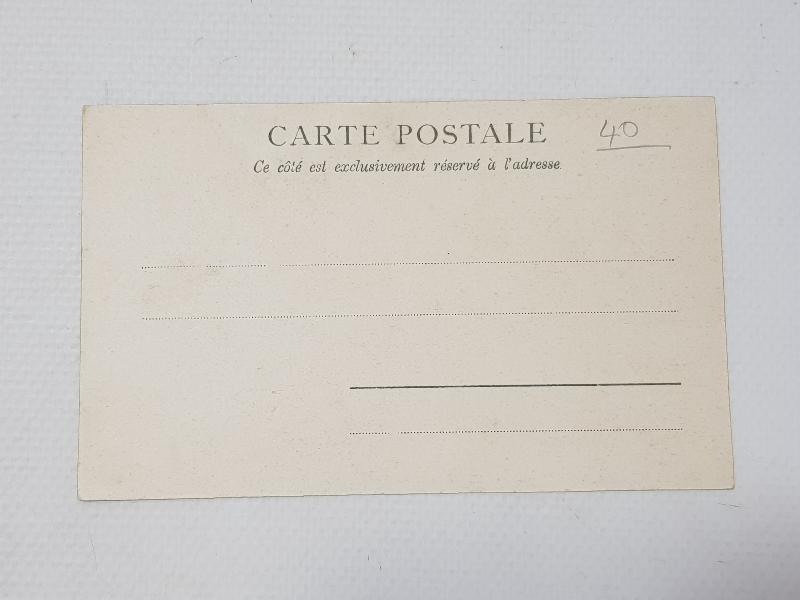 CARTE POSTALE 40
Ce côté est exclusivement réservé à l'adresse.